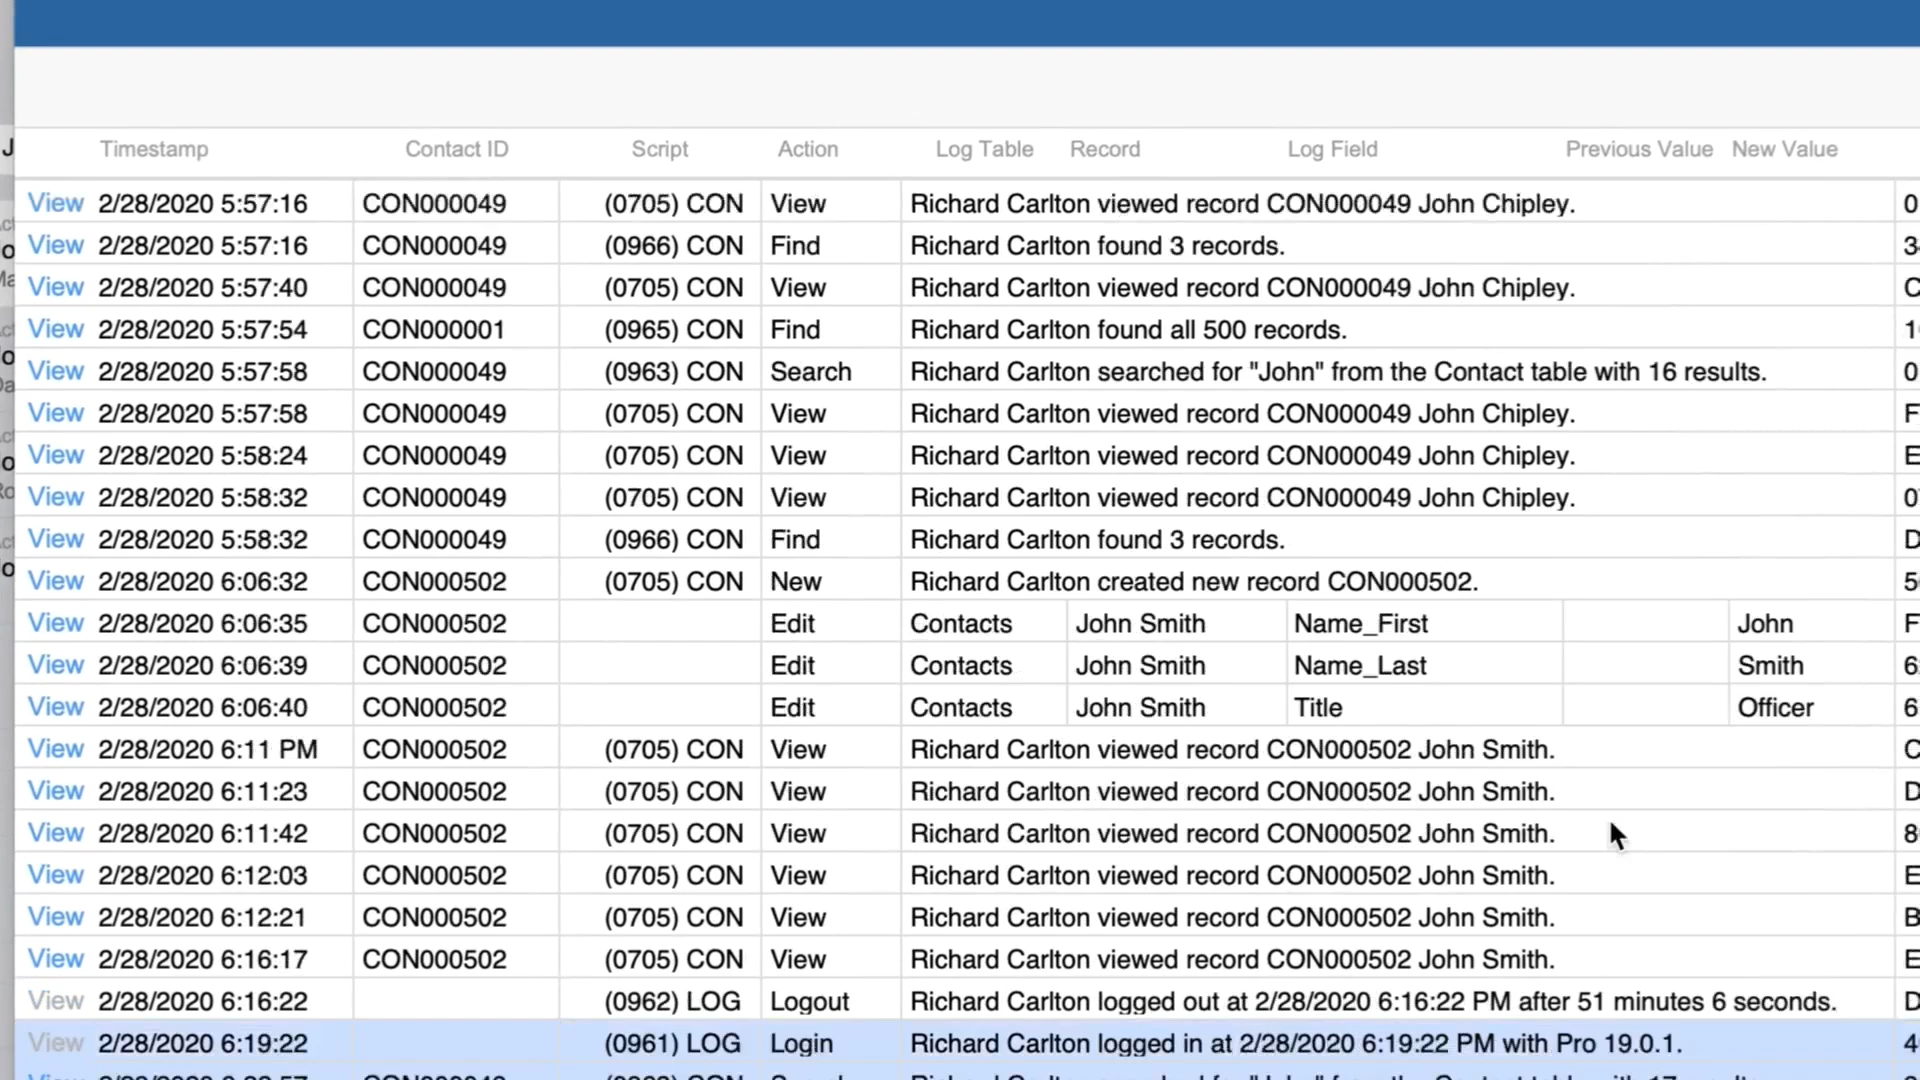 Timestamp Contact ID Script Action Log Table Record Log Field Previous Value New Value
View 2/28/2020 5:57:16 CON000049 (0705) CON View Richard Carlton viewed record CON000049 John Chipley. 0
View 2/28/2020 5:57:16 CON000049 (0966) CON Find Richard Carlton found 3 records. 3
View 2/28/2020 5:57:40 CON000049 (0705) CON View Richard Carlton viewed record CON000049 John Chipley. C
View 2/28/2020 5:57:54 CON000001 (0965) CON Find Richard Carlton found all 500 records. 1
View 2/28/2020 5:57:58 CON000049 (0963) CON Search Richard Carlton searched for "John" from the Contact table with 16 results. 0
View 2/28/2020 5:57:58 CON000049 (0705) CON View Richard Carlton viewed record CON000049 John Chipley. F
View 2/28/2020 5:58:24 CON000049 (0705) CON View Richard Carlton viewed record CON000049 John Chipley. E
View 2/28/2020 5:58:32 CON000049 (0705) CON View Richard Carlton viewed record CON000049 John Chipley. 0
View 2/28/2020 5:58:32 CON000049 (0966) CON Find Richard Carlton found 3 records. D
View 2/28/2020 6:06:32 CON000502 (0705) CON New Richard Carlton created new record CON000502. 5
View 2/28/2020 6:06:35 CON000502 Edit Contacts John Smith Name_First John F
View 2/28/2020 6:06:39 CON000502 Edit Contacts John Smith Name_Last Smith 6
View 2/28/2020 6:06:40 CON000502 Edit Contacts John Smith Title Officer 6
View 2/28/2020 6:11 PM CON000502 (0705) CON View Richard Carlton viewed record CON000502 John Smith. C
View 2/28/2020 6:11:23 CON000502 (0705) CON View Richard Carlton viewed record CON000502 John Smith. D
View 2/28/2020 6:11:42 CON000502 (0705) CON View Richard Carlton viewed record CON000502 John Smith. 8
View 2/28/2020 6:12:03 CON000502 (0705) CON View Richard Carlton viewed record CON000502 John Smith. E
View 2/28/2020 6:12:21 CON000502 (0705) CON View Richard Carlton viewed record CON000502 John Smith. B
View 2/28/2020 6:16:17 CON000502 (0705) CON View Richard Carlton viewed record CON000502 John Smith. E
View 2/28/2020 6:16:22 (0962) LOG Logout Richard Carlton logged out at 2/28/2020 6:16:22 PM after 51 minutes 6 seconds. D
View 2/28/2020 6:19:22 (0961) LOG Login Richard Carlton logged in at 2/28/2020 6:19:22 PM with Pro 19.0.1. 4